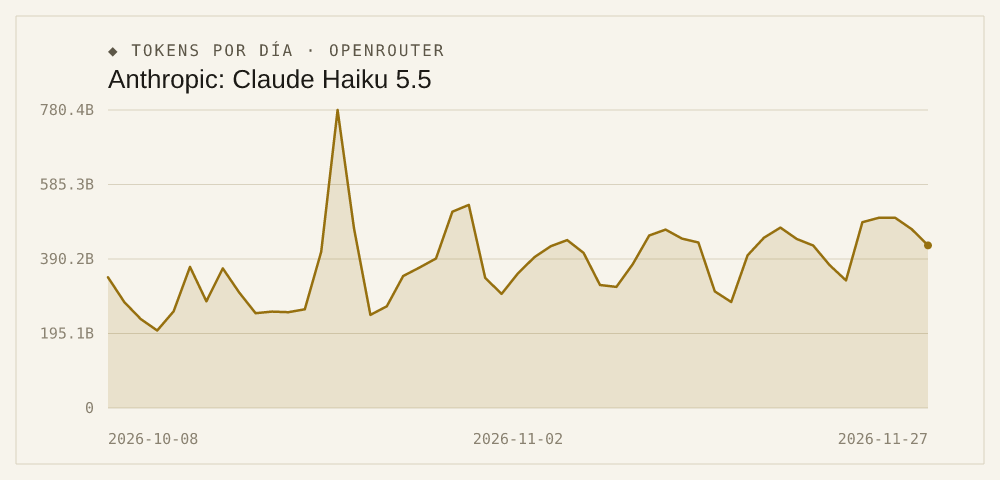 ◆ TOKENS POR DÍA · OPENROUTER
Anthropic: Claude Haiku 5.5
780.4B
585.3B
390.2B
195.1B
0
2026-10-08
2026-11-02
2026-11-27